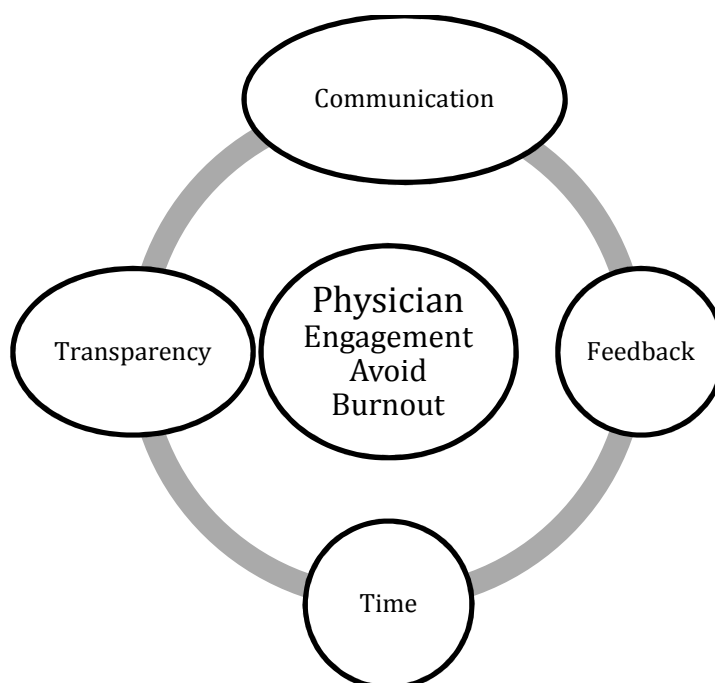 Communication
Physician
Engagement
Avoid
Burnout
Transparency
Feedback
Time